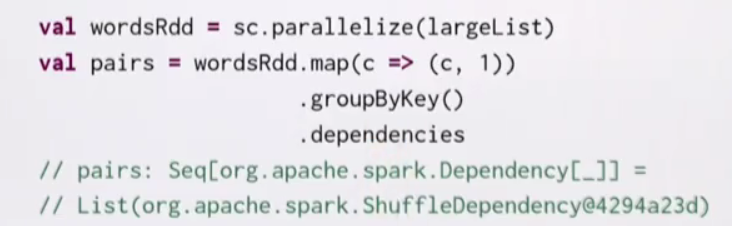 val wordsRdd = sc.parallelize(largeList)
val pairs = wordsRdd.map(c => (c, 1))
.groupByKey()
.dependencies
// pairs: Seq[org.apache.spark.Dependency[_]] =
// List(org.apache.spark.ShuffleDependency@4294a23d)